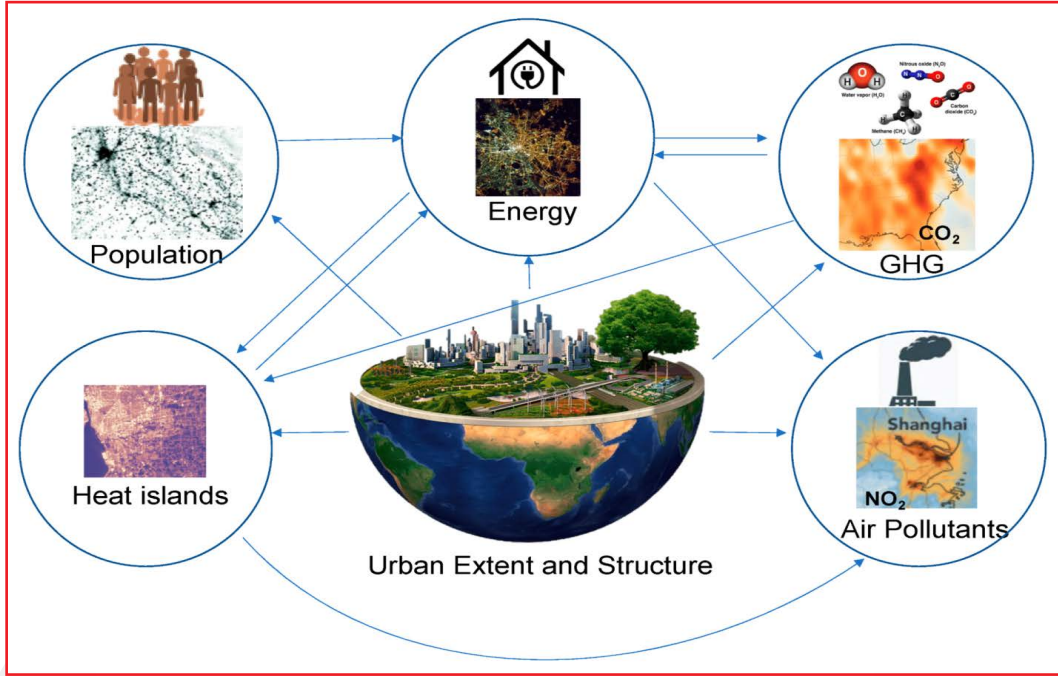 Population
Energy
Nitrous oxide (N₂O)
H
O
H
N
N
O
Water vapor (H₂O)
O
C
O
Carbon
dioxide (CO₂)
H
H
C
H
H
Methane (CH₄)
CO₂
GHG
Heat islands
Urban Extent and Structure
Shanghai
NO₂
Air Pollutants